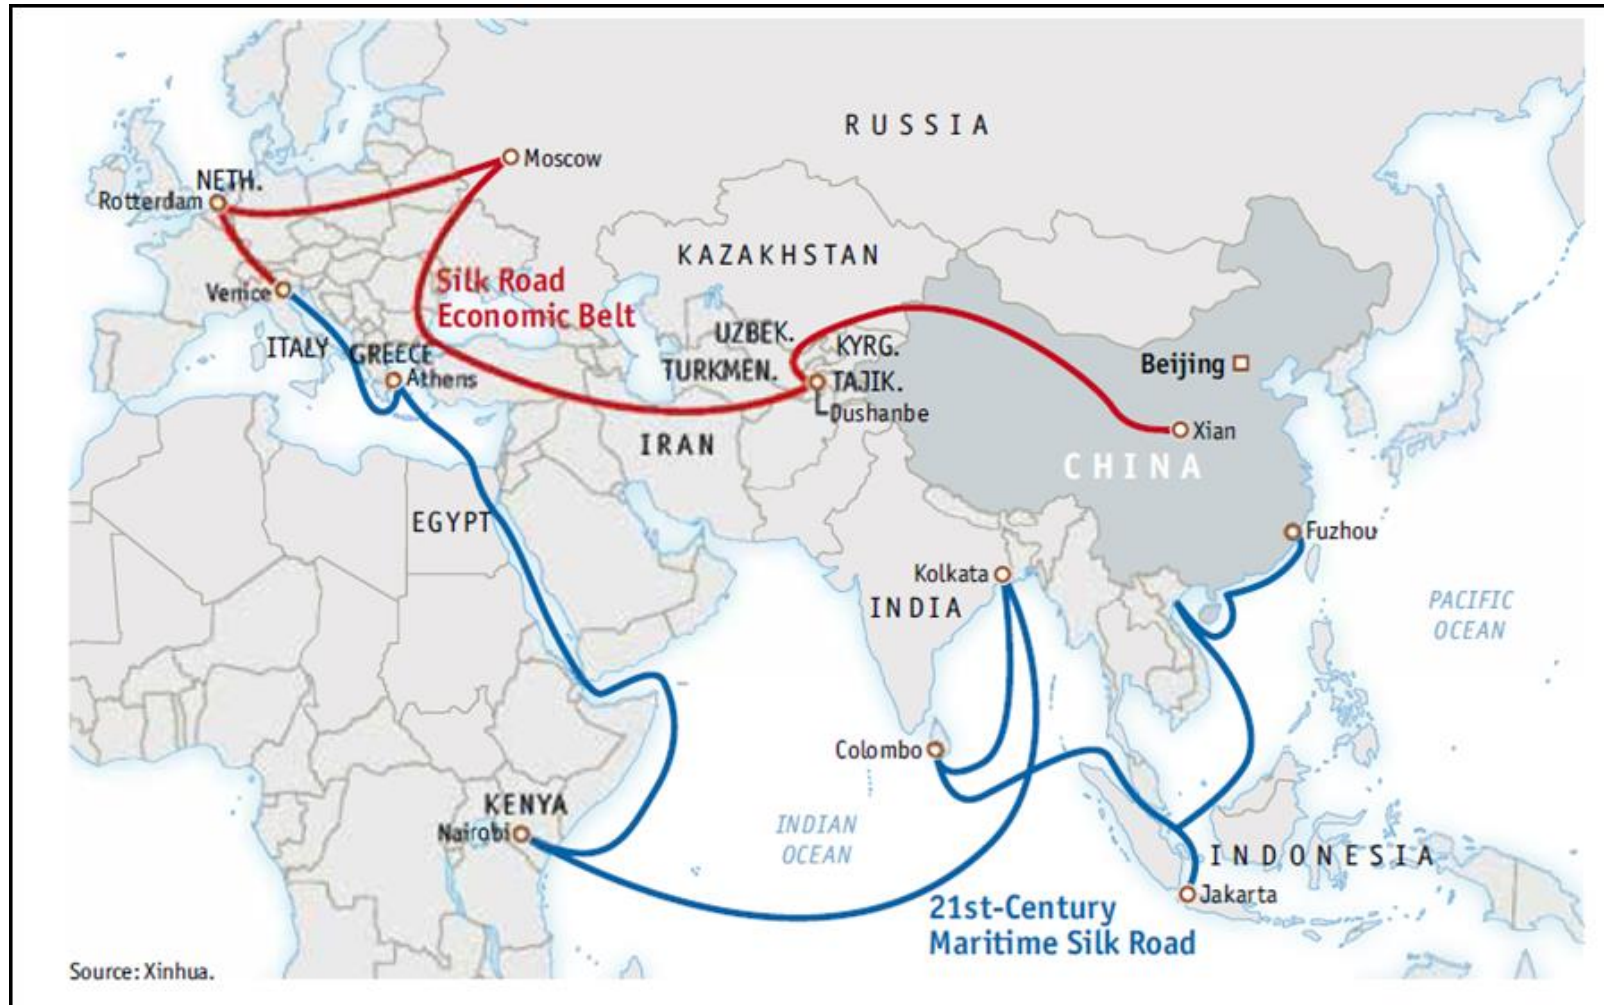 RUSSIA
Moscow
NETH.
Rotterdam
KAZAKHSTAN
Silk Road
Economic Belt
Venice
UZBEK.
KYRG.
ITALY
GREECE
Athens
TURKMEN.
TAJIK.
Dushanbe
Beijing
Xian
IRAN
CHINA
EGYPT
Fuzhou
Kolkata
INDIA
PACIFIC
OCEAN
Colombo
KENYA
Nairobi
INDIAN
OCEAN
INDONESIA
Jakarta
21st-Century
Maritime Silk Road
Source: Xinhua.